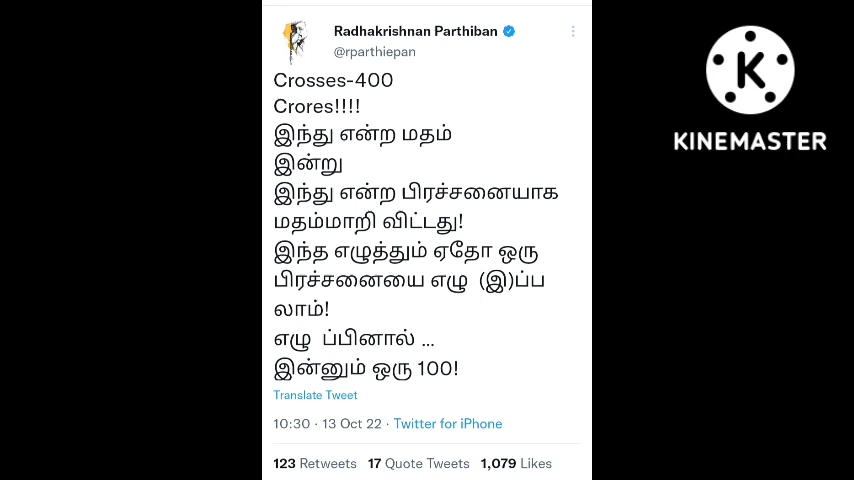 Radhakrishnan Parthiban
@rparthiepan
Crosses-400
Crores!!!!
இந்து என்ற மதம்
இன்று
இந்து என்ற பிரச்சனையாக
மதம்மாறி விட்டது!
இந்த எழுத்தும் ஏதோ ஒரு
பிரச்சனையை எழு (இ)ப்ப
லாம்!
எழு ப்பினால் ...
இன்னும் ஒரு 100!
Translate Tweet
10:30 · 13 Oct 22 · Twitter for iPhone
123 Retweets 17 Quote Tweets 1,079 Likes
K
KINEMASTER